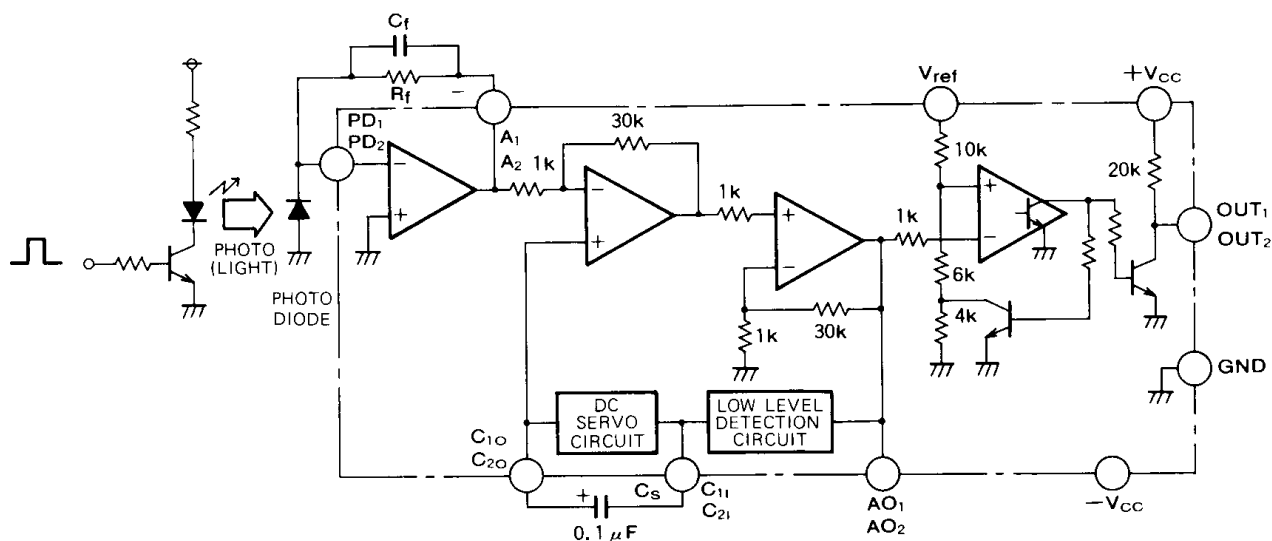 Cf
Rf
−
PD1
PD2
A1
A2
1k
30k
Vref
+VCC
10k
20k
1k
1k
OUT1
OUT2
PHOTO
(LIGHT)
PHOTO
DIODE
6k
4k
1k
30k
GND
DC
SERVO
CIRCUIT
LOW LEVEL
DETECTION
CIRCUIT
C1O
C2O
CS
C1I
C2I
AO1
AO2
−VCC
+
0.1 μF